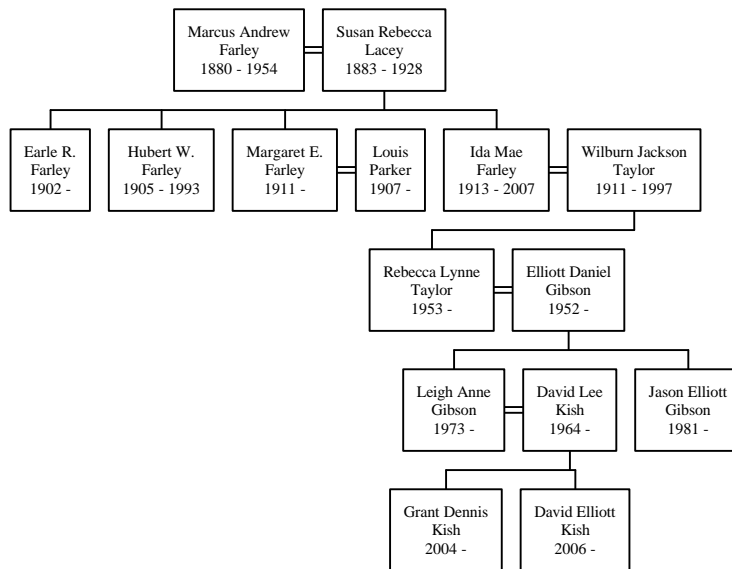 Marcus Andrew
Farley
1880 - 1954
Susan Rebecca
Lacey
1883 - 1928
Earle R.
Farley
1902 -
Hubert W.
Farley
1905 - 1993
Margaret E.
Farley
1911 -
Louis
Parker
1907 -
Ida Mae
Farley
1913 - 2007
Wilburn Jackson
Taylor
1911 - 1997
Rebecca Lynne
Taylor
1953 -
Elliott Daniel
Gibson
1952 -
Leigh Anne
Gibson
1973 -
David Lee
Kish
1964 -
Jason Elliott
Gibson
1981 -
Grant Dennis
Kish
2004 -
David Elliott
Kish
2006 -